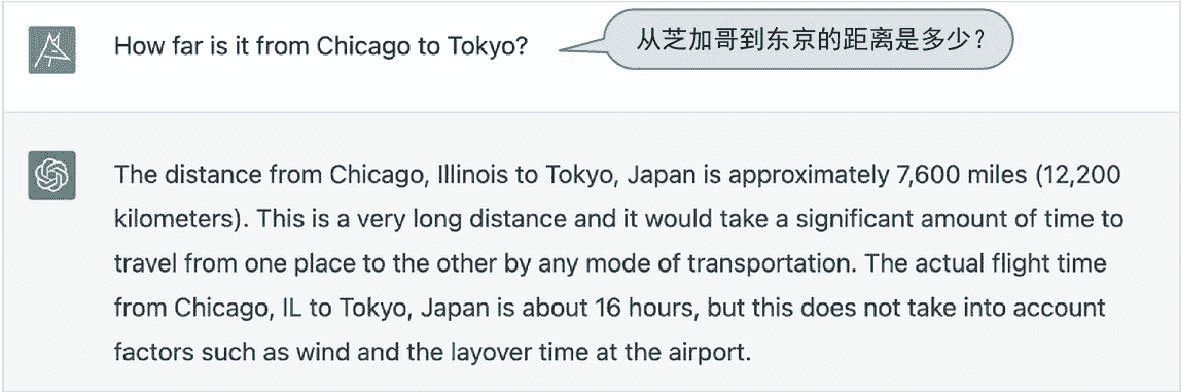 How far is it from Chicago to Tokyo?
从芝加哥到东京的距离是多少？
The distance from Chicago, Illinois to Tokyo, Japan is approximately 7,600 miles (12,200
kilometers). This is a very long distance and it would take a significant amount of time to
travel from one place to the other by any mode of transportation. The actual flight time
from Chicago, IL to Tokyo, Japan is about 16 hours, but this does not take into account
factors such as wind and the layover time at the airport.